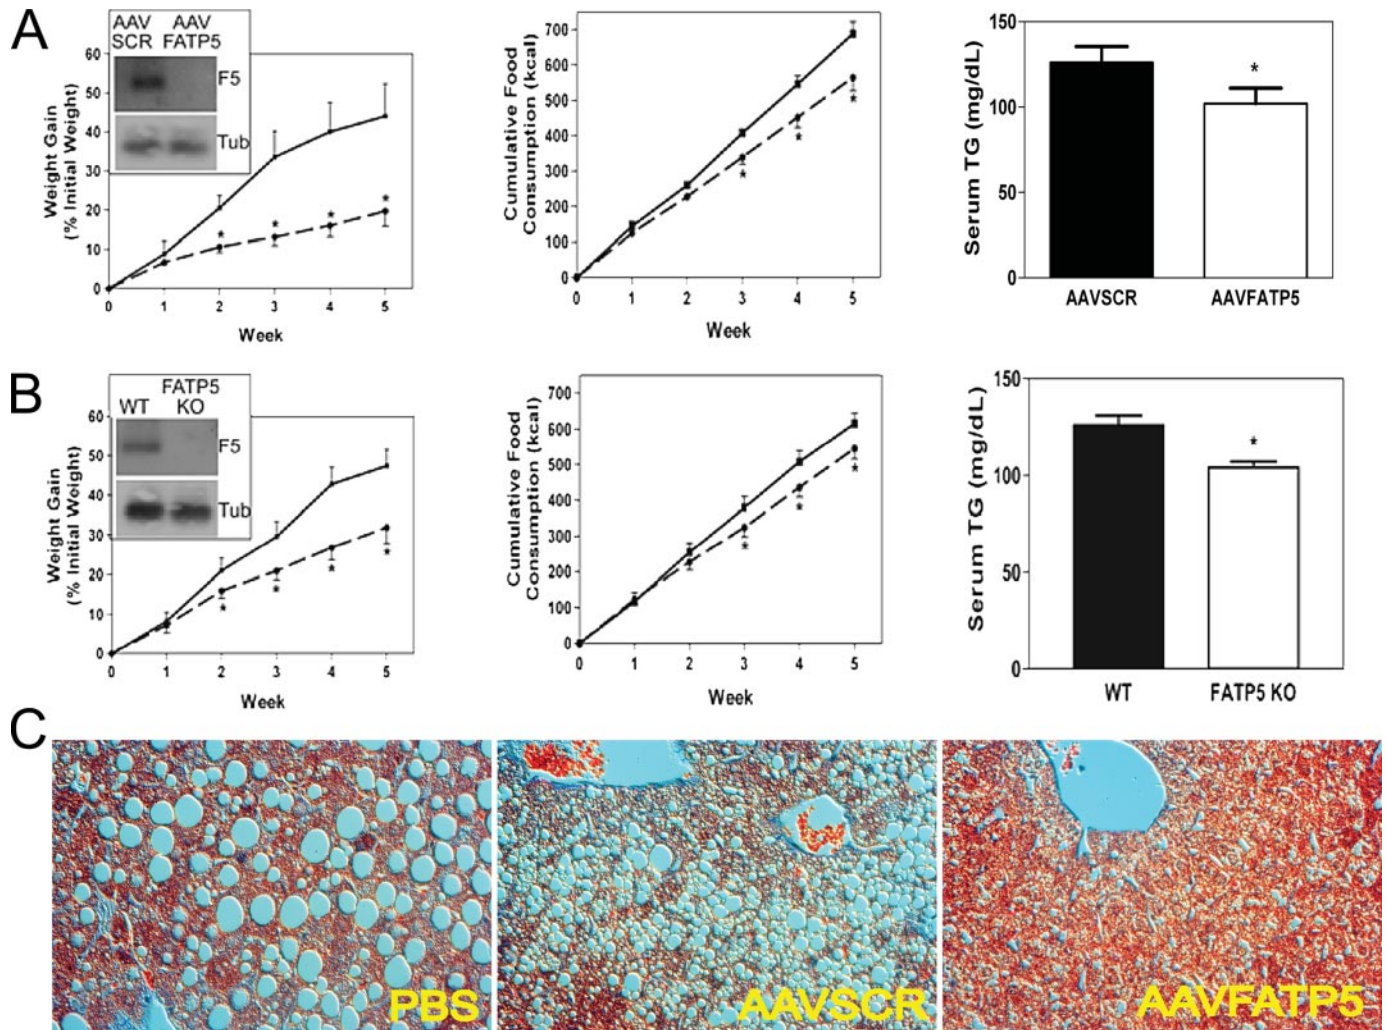 A
AAV AAV
SCR FATP5
F5
Tub
Weight Gain
(% Initial Weight)
60
50
40
30
20
10
0
* * * *
0 1 2 3 4 5
Week
Cumulative Food
Consumption (kcal)
700
600
500
400
300
200
100
0
* * *
0 1 2 3 4 5
Week
Serum TG (mg/dL)
150
100
50
0
*
AAVSCR AAVFATP5
B
FATP5
WT KO
F5
Tub
Weight Gain
(% Initial Weight)
60
50
40
30
20
10
0
* * * *
0 1 2 3 4 5
Week
Cumulative Food
Consumption (kcal)
700
600
500
400
300
200
100
0
* * *
0 1 2 3 4 5
Week
Serum TG (mg/dL)
150
100
50
0
*
WT FATP5 KO
C
PBS
AAVSCR
AAVFATP5